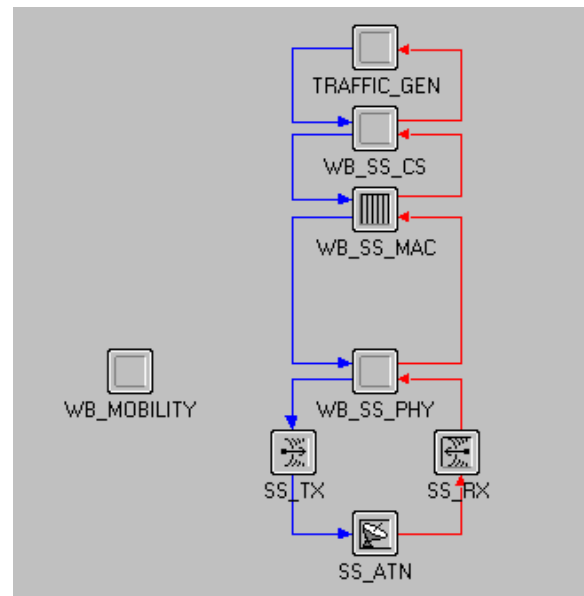 TRAFFIC_GEN
WB_SS_CS
WB_SS_MAC
WB_MOBILITY
WB_SS_PHY
SS_TX
SS_RX
SS_ATN